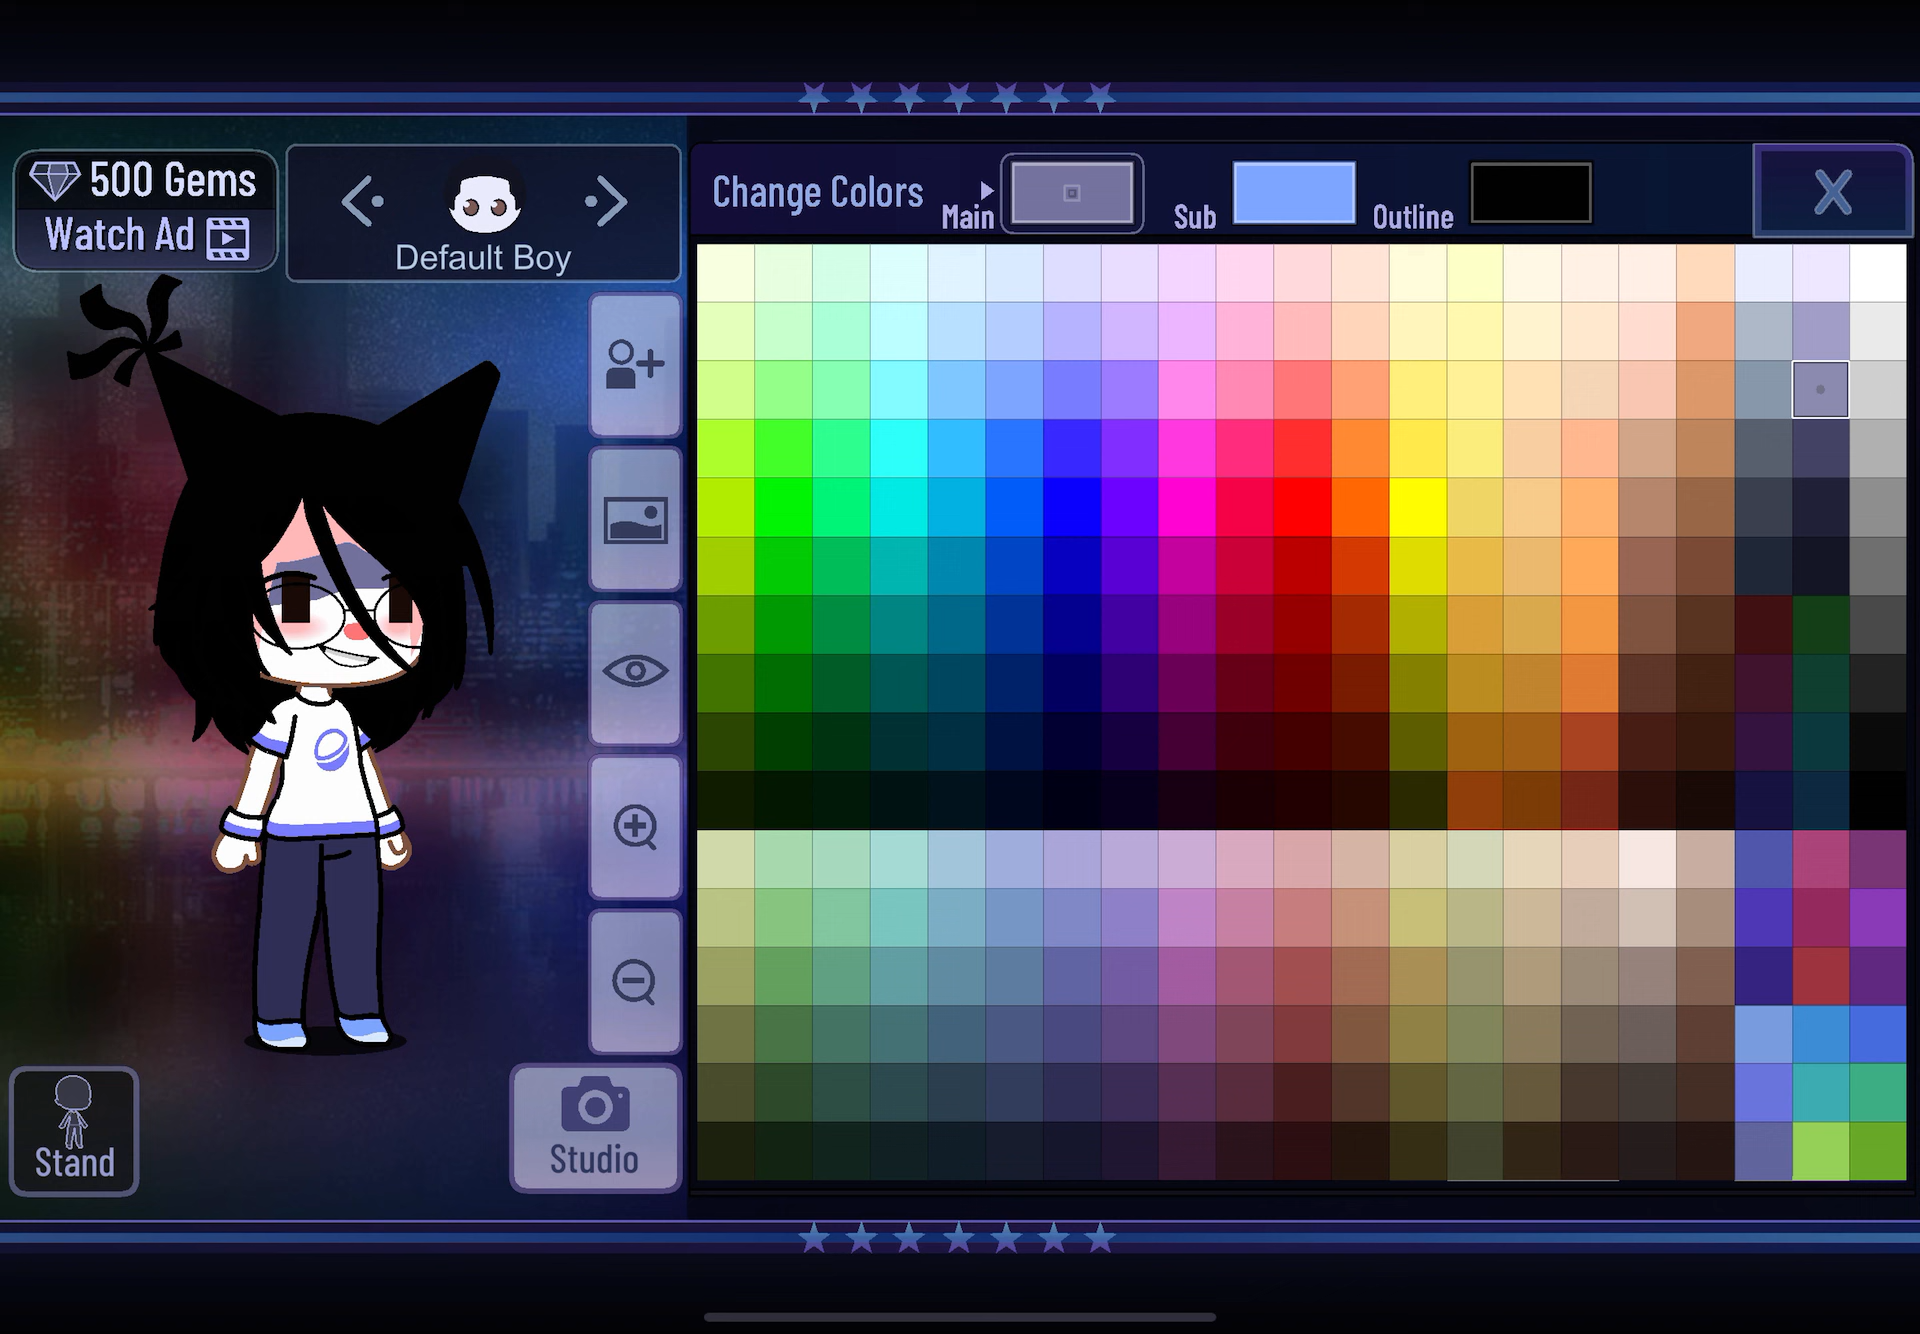 500 Gems
Watch Ad
Default Boy
Change Colors
Main
Sub
Outline
X
Stand
Studio